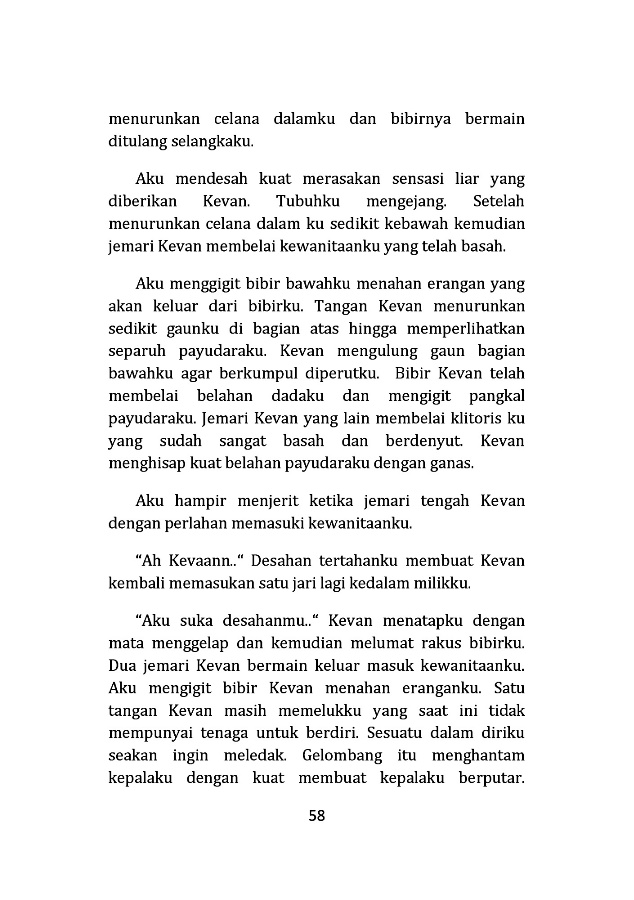 menurunkan celana dalamku dan bibirnya bermain
ditulang selangkaku.
Aku mendesah kuat merasakan sensasi liar yang
diberikan Kevan. Tubuhku mengejang. Setelah
menurunkan celana dalam ku sedikit kebawah kemudian
jemari Kevan membelai kewanitaanku yang telah basah.
Aku menggigit bibir bawahku menahan erangan yang
akan keluar dari bibirku. Tangan Kevan menurunkan
sedikit gaunku di bagian atas hingga memperlihatkan
separuh payudaraku. Kevan mengulung gaun bagian
bawahku agar berkumpul diperutku. Bibir Kevan telah
membelai belahan dadaku dan mengigit pangkal
payudaraku. Jemari Kevan yang lain membelai klitoris ku
yang sudah sangat basah dan berdenyut. Kevan
menghisap kuat belahan payudaraku dengan ganas.
Aku hampir menjerit ketika jemari tengah Kevan
dengan perlahan memasuki kewanitaanku.
“Ah Kevaann..“ Desahan tertahanku membuat Kevan
kembali memasukan satu jari lagi kedalam milikku.
“Aku suka desahanmu..“ Kevan menatapku dengan
mata menggelap dan kemudian melumat rakus bibirku.
Dua jemari Kevan bermain keluar masuk kewanitaanku.
Aku mengigit bibir Kevan menahan eranganku. Satu
tangan Kevan masih memelukku yang saat ini tidak
mempunyai tenaga untuk berdiri. Sesuatu dalam diriku
seakan ingin meledak. Gelombang itu menghantam
kepalaku dengan kuat membuat kepalaku berputar.
58